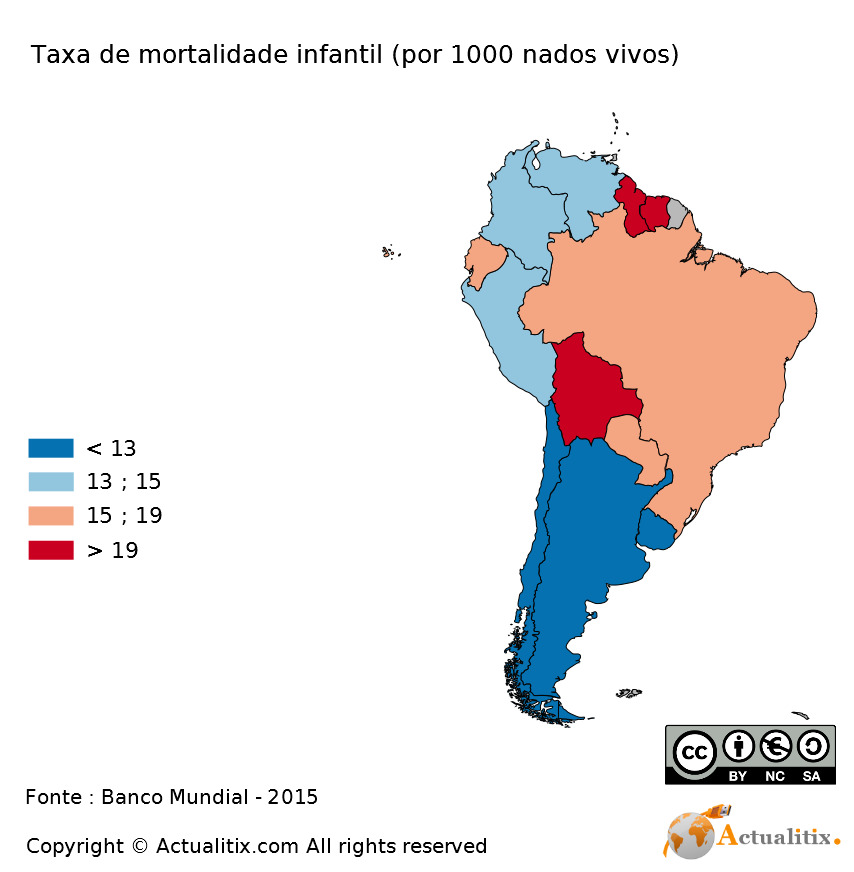 Taxa de mortalidade infantil (por 1000 nados vivos)
< 13
13 ; 15
15 ; 19
> 19
cc
BY NC SA
Fonte : Banco Mundial - 2015
Actualitix.
Copyright © Actualitix.com All rights reserved